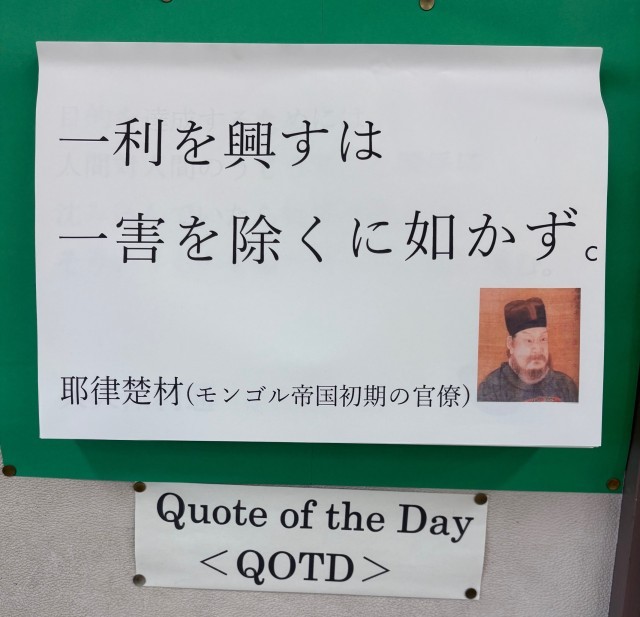 一利を興すは
一害を除くに如かず。
耶律楚材(モンゴル帝国初期の官僚)
Quote of the Day
<QOTD>